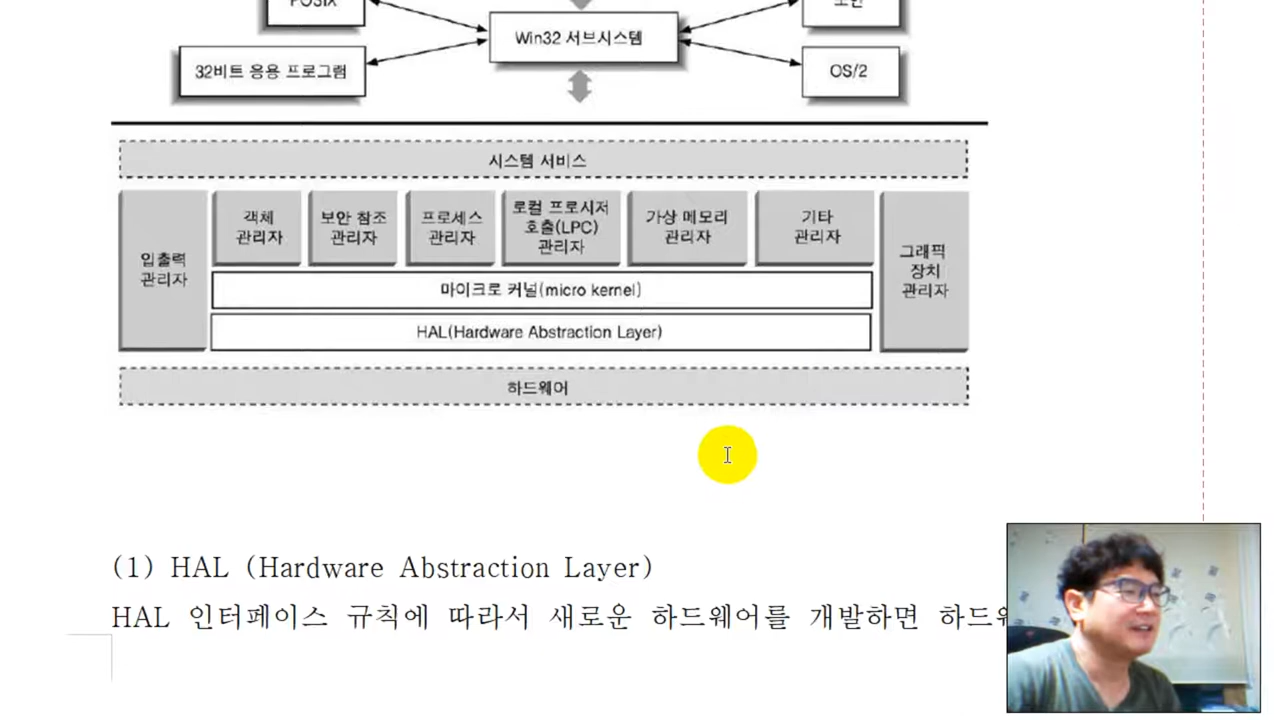 POSIX
보안
Win32 서브시스템
32비트 응용 프로그램
OS/2
시스템 서비스
입출력
관리자
객체
관리자
보안 참조
관리자
프로세스
관리자
로컬 프로시저
호출(LPC)
관리자
가상 메모리
관리자
기타
관리자
그래픽
장치
관리자
마이크로 커널(micro kernel)
HAL(Hardware Abstraction Layer)
하드웨어
(1) HAL (Hardware Abstraction Layer)
HAL 인터페이스 규칙에 따라서 새로운 하드웨어를 개발하면